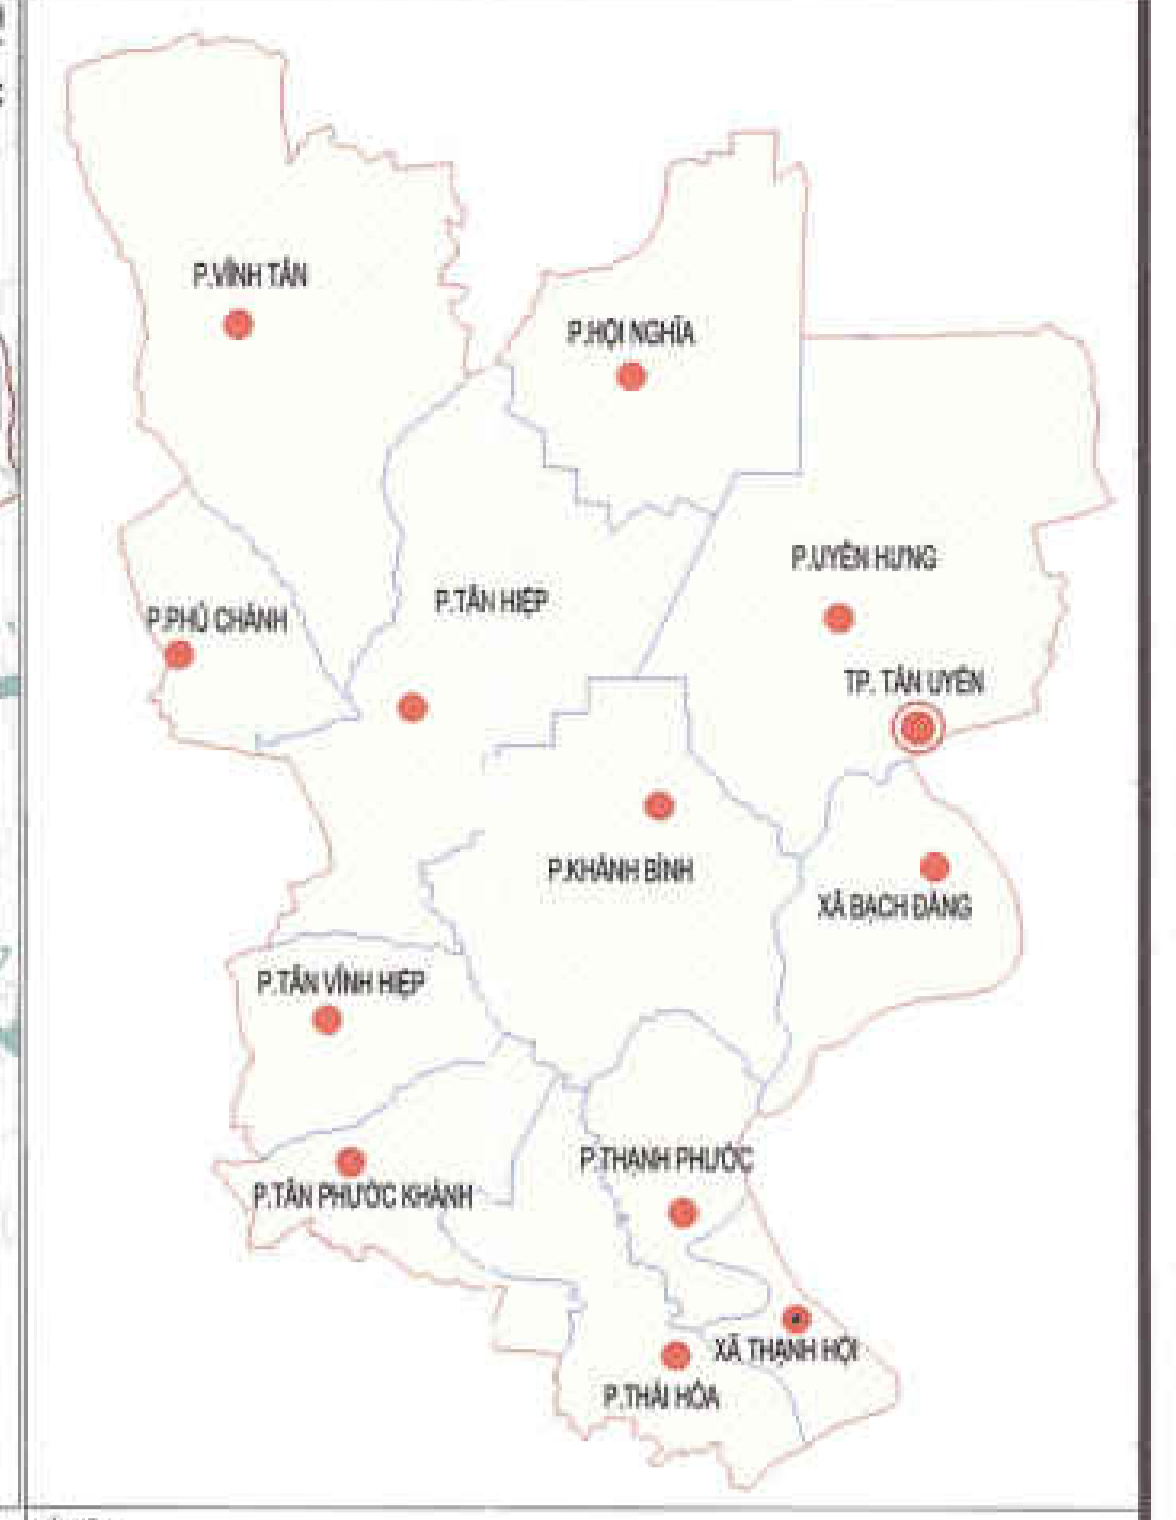 P.VĨNH TÂN
P.HỘI NGHĨA
P.UYÊN HƯNG
P.TÂN HIỆP
P.PHÚ CHÁNH
TP. TÂN UYÊN
P.KHÁNH BÌNH
XÃ BẠCH ĐẰNG
P.TÂN VĨNH HIỆP
P.THẠNH PHƯỚC
P.TÂN PHƯỚC KHÁNH
XÃ THẠNH HỘI
P.THÁI HÒA